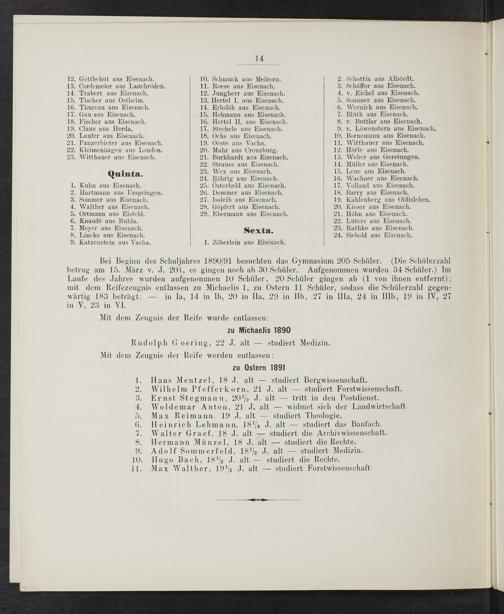 14
12. Gottbehüt aus Eisenach.
13. Cordemeier aus Lauchröden.
14. Trabert aus Eisenach.
15. Tischer aus Ostheim.
16. Thureau aus Eisenach.
17. Gau aus Eisenach.
18. Fischer aus Eisenach.
19. Claus aus Herda.
20. Laufer aus Eisenach.
21. Panzerbieter aus Eisenach.
22. Kleinenhagen aus London.
23. Witthauer aus Eisenach.
Quinta.
1. Kuhn aus Eisenach.
2. Hartmann aus Urspringen.
3. Sommer aus Eisenach.
4. Walther aus Eisenach.
5. Ortmann aus Eisfeld.
6. Knaudt aus Ruhla.
7. Meyer aus Eisenach.
8. Lincke aus Eisenach.
9. Katzenstein aus Vacha.
10. Schmuck aus Melborn.
11. Roese aus Eisenach.
12. Jungherr aus Eisenach.
13. Hertel I. aus Eisenach.
14. Erbslöh aus Eisenach.
15. Hohmann aus Eisenach.
16. Hertel II. aus Eisenach.
17. Stechele aus Eisenach.
18. Ochs aus Eisenach.
19. Oeste aus Vacha.
20. Mahr aus Creuzburg.
21. Burkhardt aus Eisenach.
22. Strauss aus Eisenach.
23. Wex aus Eisenach.
24. Röhrig aus Eisenach.
25. Osterheld aus Eisenach.
26. Demmer aus Eisenach.
27. Issleib aus Eisenach.
28. Göpfert aus Eisenach.
29. Ebermann aus Eisenach.
Sexta.
1. Ziberlein aus Eisenach.
2. Schottin aus Allstedt.
3. Schäffer aus Eisenach.
4. v. Eichel aus Eisenach.
5. Sommer aus Eisenach.
6. Wernick aus Eisenach.
7. Blüth aus Eisenach.
8. v. Buttlar aus Eisenach.
9. v. Löwenstern aus Eisenach.
10. Bornemann aus Eisenach.
11. Witthauer aus Eisenach.
12. Hörle aus Eisenach.
13. Weber aus Gerstungen.
14. Müller aus Eisenach.
15. Leue aus Eisenach.
16. Wachner aus Eisenach.
17. Volland aus Eisenach.
18. Barry aus Eisenach.
19. Kahlenberg aus Oldisleben.
20. Kieser aus Eisenach.
21. Höhn aus Eisenach.
22. Lüters aus Eisenach.
23. Rathke aus Eisenach.
24. Siebold aus Eisenach.
Bei Beginn des Schuljahres 1890/91 besuchten das Gymnasium 205 Schüler. (Die Schülerzahl
betrug am 15. März v. J. 201, es gingen noch ab 30 Schüler. Aufgenommen wurden 34 Schüler.) Im
Laufe des Jahres wurden aufgenommen 10 Schüler, 20 Schüler gingen ab (1 von ihnen entfernt);
mit dem Reifezeugnis entlassen zu Michaelis 1, zu Ostern 11 Schüler, sodass die Schülerzahl gegen-
wärtig 183 beträgt: — in Ia, 14 in Ib, 20 in IIa, 29 in IIb, 27 in IIIa, 24 in IIIb, 19 in IV, 27
in V, 23 in VI.
Mit dem Zeugnis der Reife wurde entlassen:
zu Michaelis 1890
Rudolph Goering, 22 J. alt — studiert Medizin.
Mit dem Zeugnis der Reife werden entlassen:
zu Ostern 1891
1. Hans Mentzel, 18 J. alt — studiert Bergwissenschaft.
2. Wilhelm Pfefferkorn, 21 J. alt — studiert Forstwissenschaft.
3. Ernst Stegmann, 20½ J. alt — tritt in den Postdienst.
4. Woldemar Anton, 21 J. alt — widmet sich der Landwirtschaft
5. Max Reimann, 19 J. alt — studiert Theologie.
6. Heinrich Lehmann, 18¼ J. alt — studiert das Baufach.
7. Walter Graef, 18 J. alt — studiert die Archivwissenschaft.
8. Hermann Münzel, 18 J. alt — studiert die Rechte.
9. Adolf Sommerfeld, 18½ J. alt — studiert Medizin.
10. Hugo Bach, 18½ J. alt — studiert die Rechte.
11. Max Walther, 19½ J. alt — studiert Forstwissenschaft